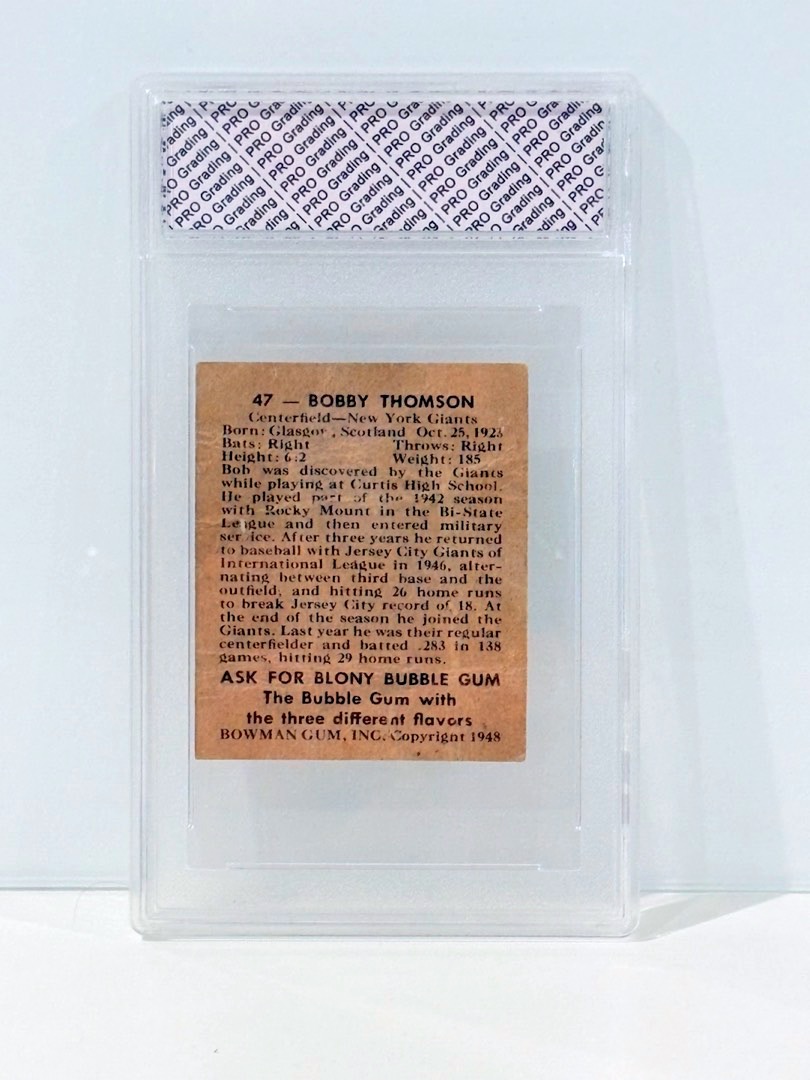 PRO Grading PRO Grading PRO Grading PRO Grading
47 — BOBBY THOMSON
Centerfield—New York Giants
Born: Glasgow, Scotland Oct. 25, 1923
Bats: Right Throws: Right
Height: 6:2 Weight: 185
Bob was discovered by the Giants
while playing at Curtis High School.
He played part of the 1942 season
with Rocky Mount in the Bi-State
League and then entered military
service. After three years he returned
to baseball with Jersey City Giants of
International League in 1946, alter-
nating between third base and the
outfield, and hitting 26 home runs
to break Jersey City record of 18. At
the end of the season he joined the
Giants. Last year he was their regular
centerfielder and batted .283 in 138
games, hitting 29 home runs.
ASK FOR BLONY BUBBLE GUM
The Bubble Gum with
the three different flavors
BOWMAN GUM, INC. Copyright 1948